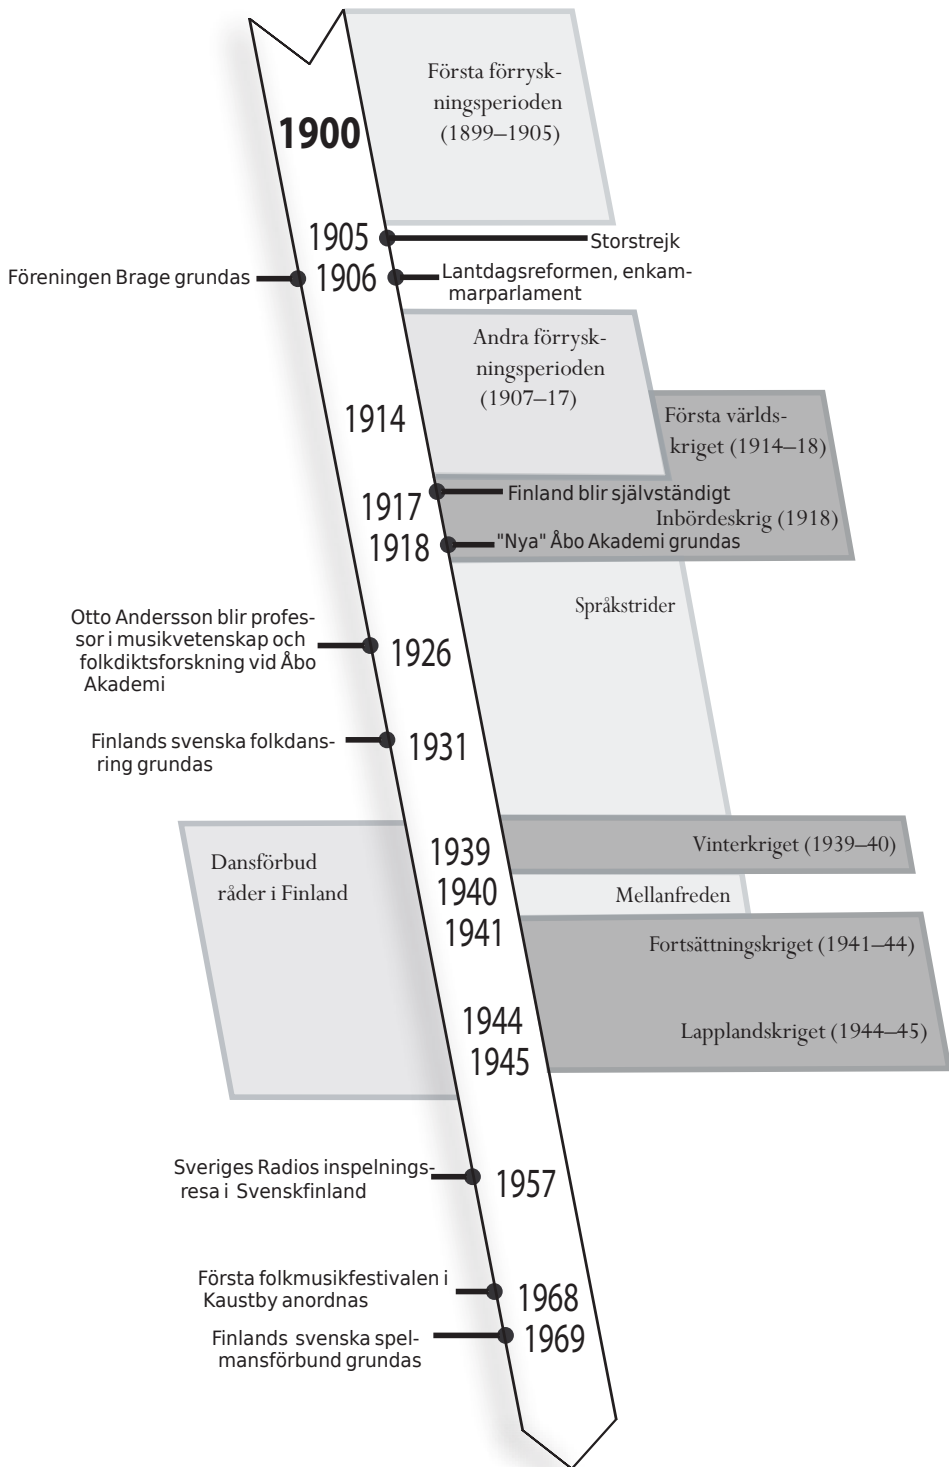 Första förrysk-
ningsperioden
(1899–1905)
1900
1905
Storstrejk
Föreningen Brage grundas
1906
Lantdagsreformen, enkam-
marparlament
Andra förrysk-
ningsperioden
(1907–17)
1914
Första världs-
kriget (1914–18)
1917
Finland blir självständigt
Inbördeskrig (1918)
1918
"Nya" Åbo Akademi grundas
Språkstrider
Otto Andersson blir profes-
sor i musikvetenskap och
folkdiktsforskning vid Åbo
Akademi
1926
Finlands svenska folkdans-
ring grundas
1931
Dansförbud
råder i Finland
1939
Vinterkriget (1939–40)
1940
Mellanfreden
1941
Fortsättningskriget (1941–44)
1944
Lapplandskriget (1944–45)
1945
Sveriges Radios inspelnings-
resa i Svenskfinland
1957
Första folkmusikfestivalen i
Kaustby anordnas
1968
Finlands svenska spel-
mansförbund grundas
1969